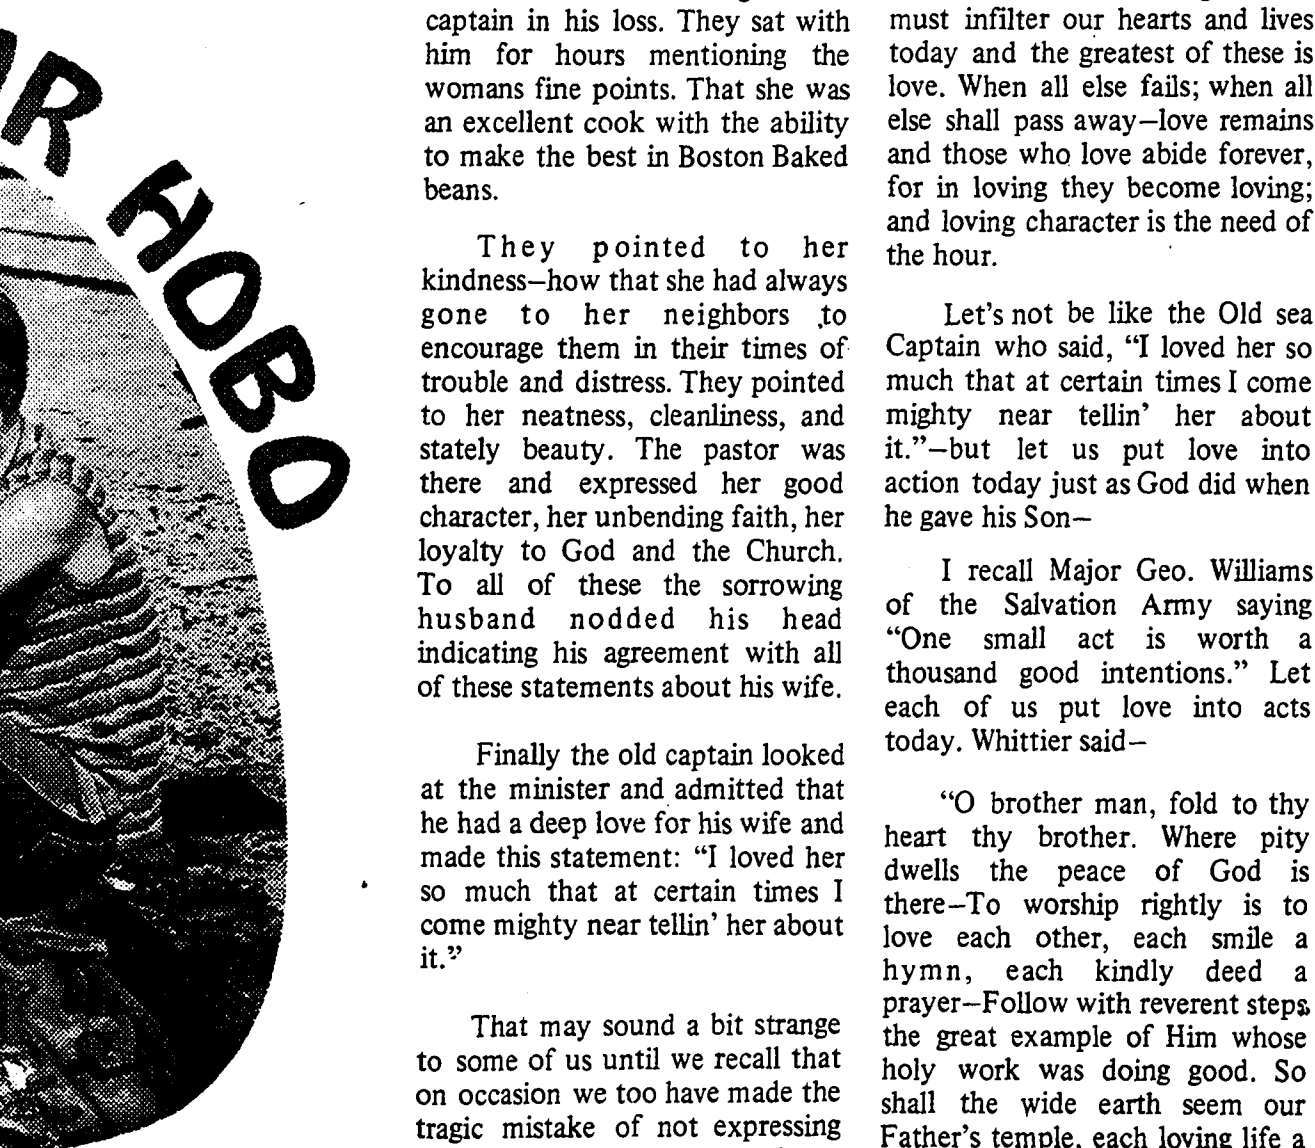 R HOBO
captain in his loss. They sat with
him for hours mentioning the
womans fine points. That she was
an excellent cook with the ability
to make the best in Boston Baked
beans.
They pointed to her
kindness—how that she had always
gone to her neighbors to
encourage them in their times of
trouble and distress. They pointed
to her neatness, cleanliness, and
stately beauty. The pastor was
there and expressed her good
character, her unbending faith, her
loyalty to God and the Church.
To all of these the sorrowing
husband nodded his head
indicating his agreement with all
of these statements about his wife.
Finally the old captain looked
at the minister and admitted that
he had a deep love for his wife and
made this statement: “I loved her
so much that at certain times I
come mighty near tellin’ her about
it.”
That may sound a bit strange
to some of us until we recall that
on occasion we too have made the
tragic mistake of not expressing
must infilter our hearts and lives
today and the greatest of these is
love. When all else fails; when all
else shall pass away—love remains
and those who love abide forever,
for in loving they become loving;
and loving character is the need of
the hour.
Let's not be like the Old sea
Captain who said, “I loved her so
much that at certain times I come
mighty near tellin’ her about
it.”—but let us put love into
action today just as God did when
he gave his Son—
I recall Major Geo. Williams
of the Salvation Army saying
“One small act is worth a
thousand good intentions.” Let
each of us put love into acts
today. Whittier said—
“O brother man, fold to thy
heart thy brother. Where pity
dwells the peace of God is
there—To worship rightly is to
love each other, each smile a
hymn, each kindly deed a
prayer—Follow with reverent steps
the great example of Him whose
holy work was doing good. So
shall the wide earth seem our
Father's temple, each loving life a